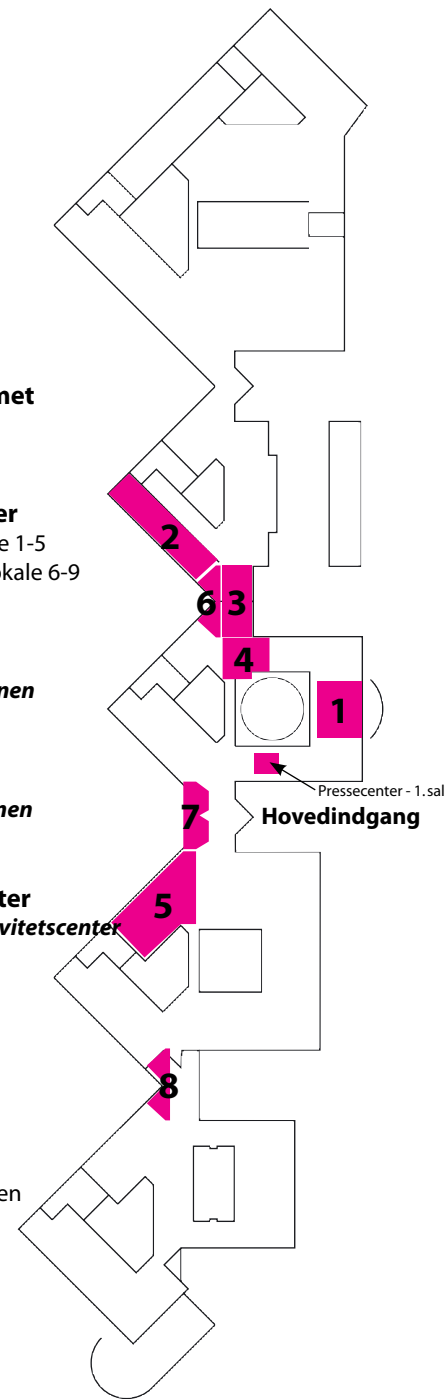 met
2
er
e 1-5
okale 6-9
6
3
4
nen
1
Pressecenter - 1. sal
Hovedindgang
nen
7
ter
vitetscenter
5
8
en